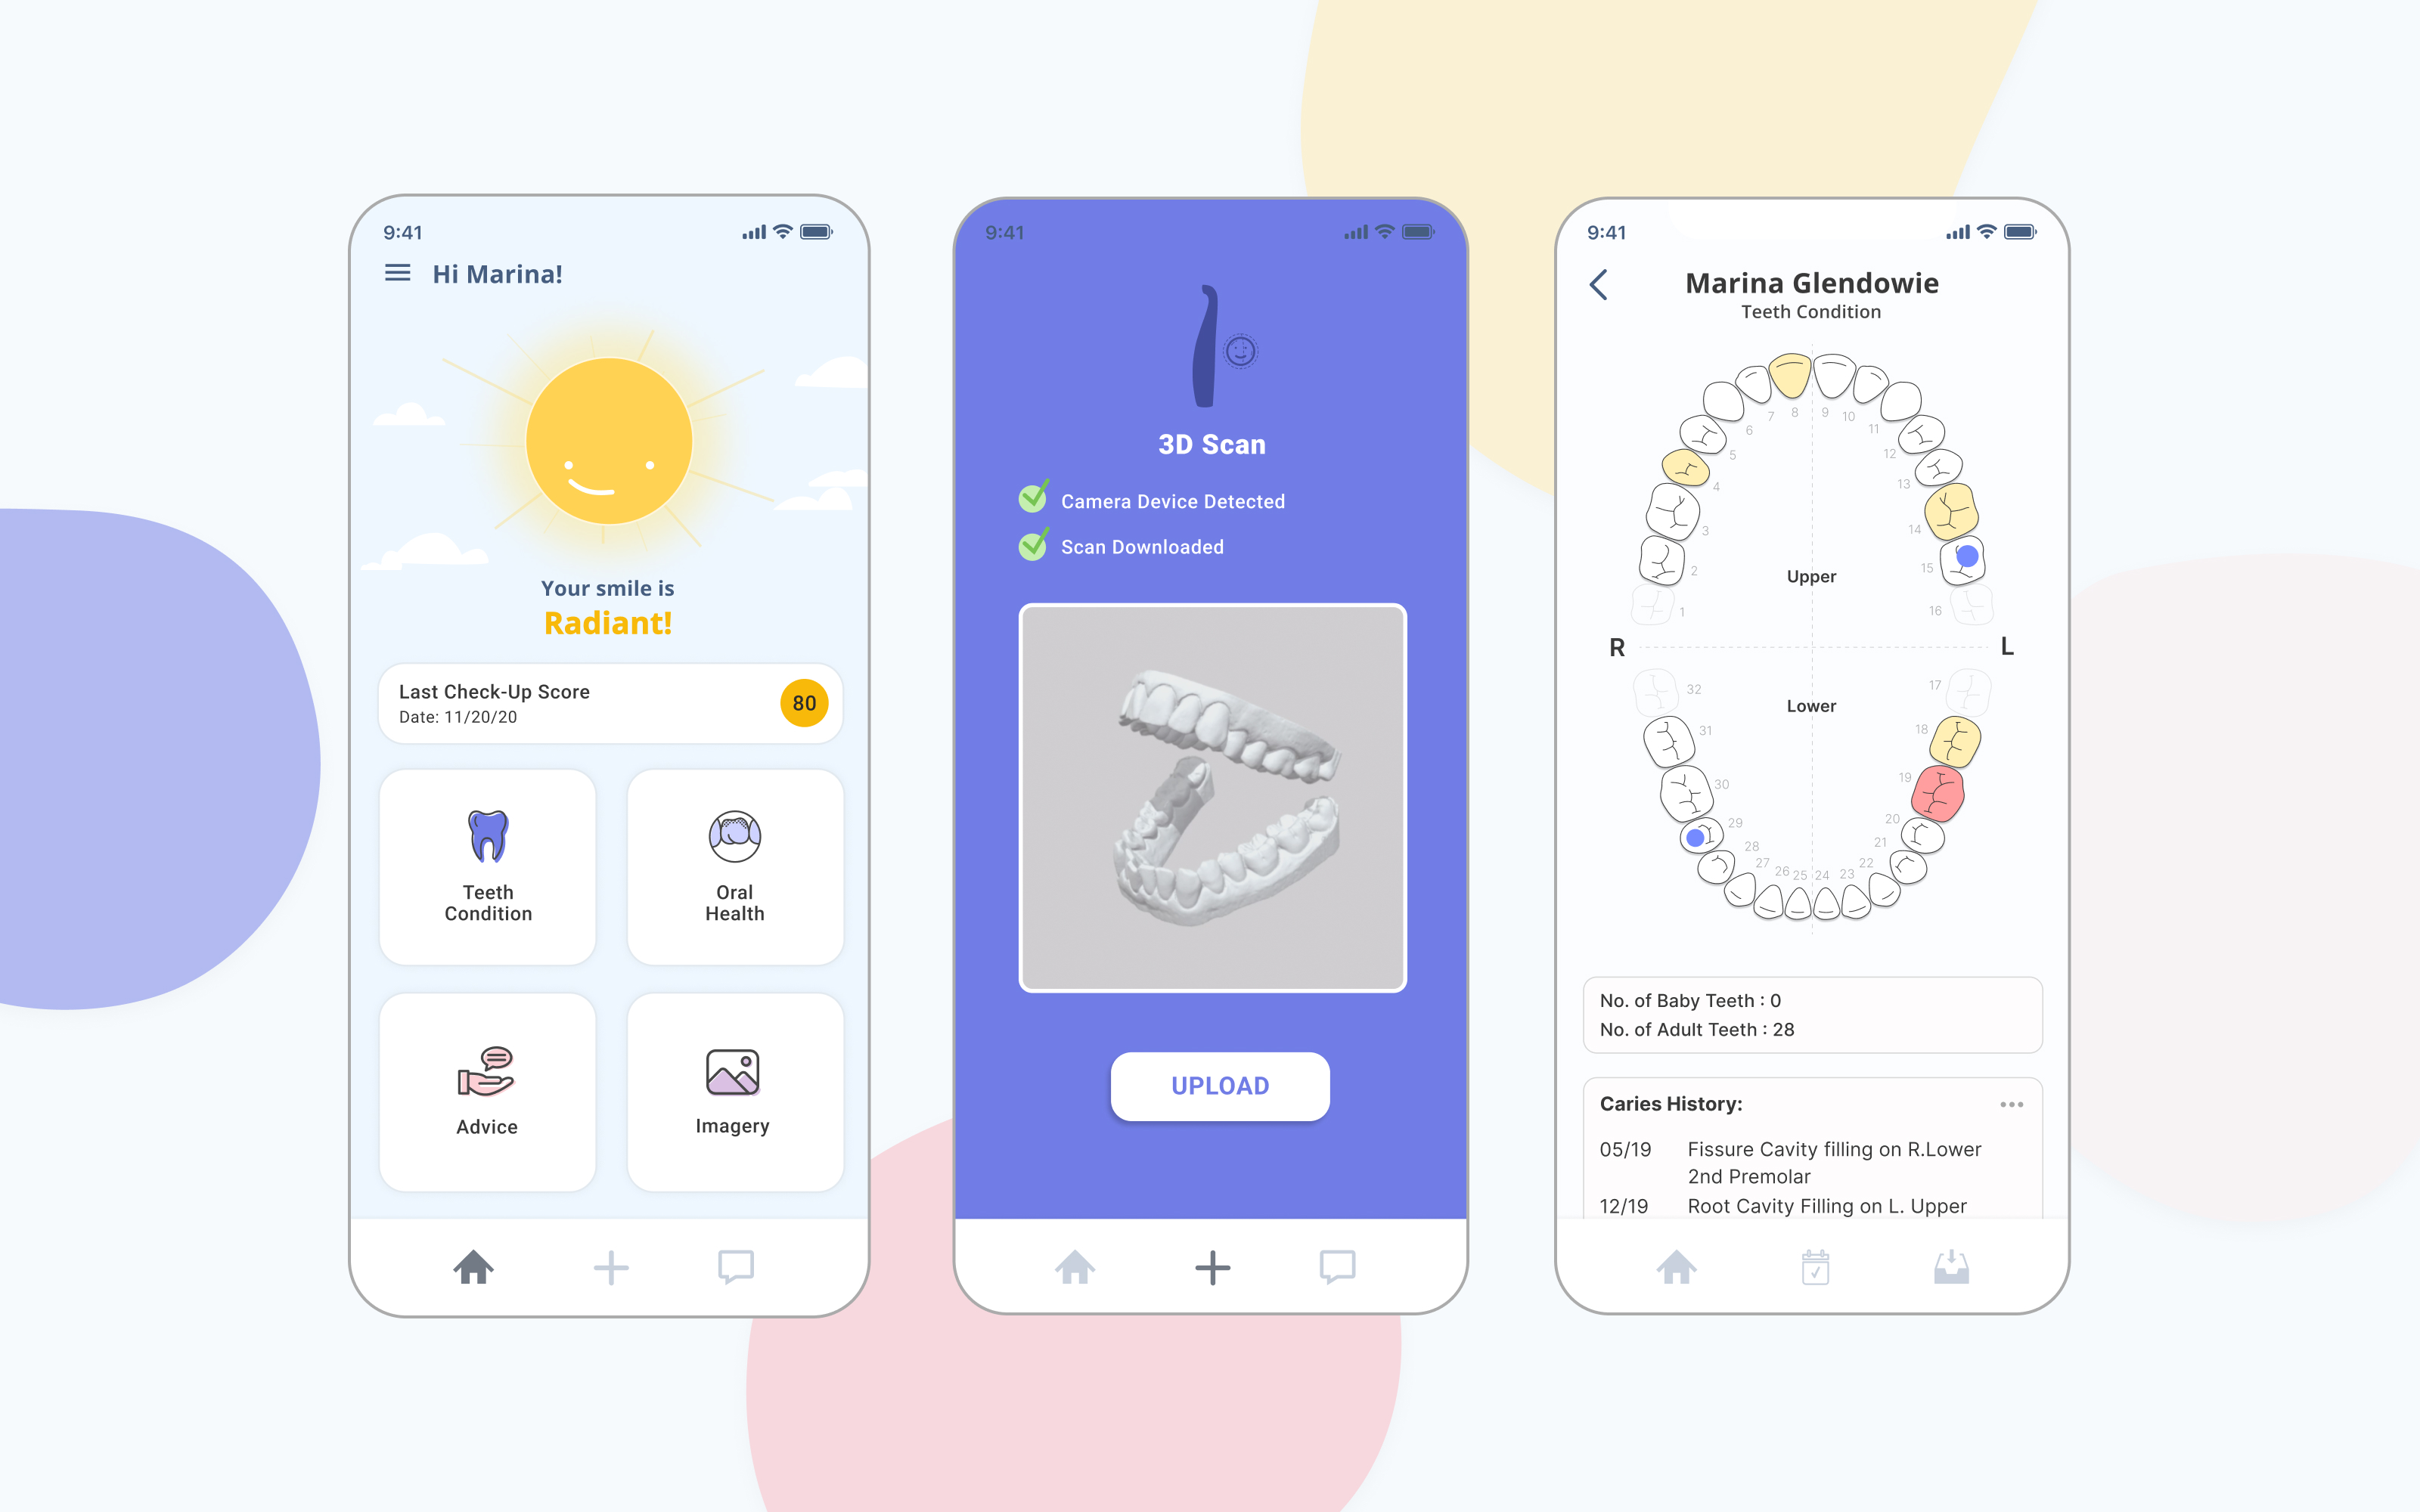 9:41
Hi Marina!
Your smile is
Radiant!
Last Check-Up Score
Date: 11/20/20
80
Teeth
Condition
Oral
Health
Advice
Imagery
9:41
3D Scan
Camera Device Detected
Scan Downloaded
UPLOAD
9:41
Marina Glendowie
Teeth Condition
7 8 9 10
6 11
5 12
4 13
3 14
2 15
Upper
1 16
R L
32 17
Lower
31 18
30 19
29 20
28 21
27 26 25 24 23 22
No. of Baby Teeth : 0
No. of Adult Teeth : 28
Caries History:
05/19 Fissure Cavity filling on R.Lower
2nd Premolar
12/19 Root Cavity Filling on L. Upper